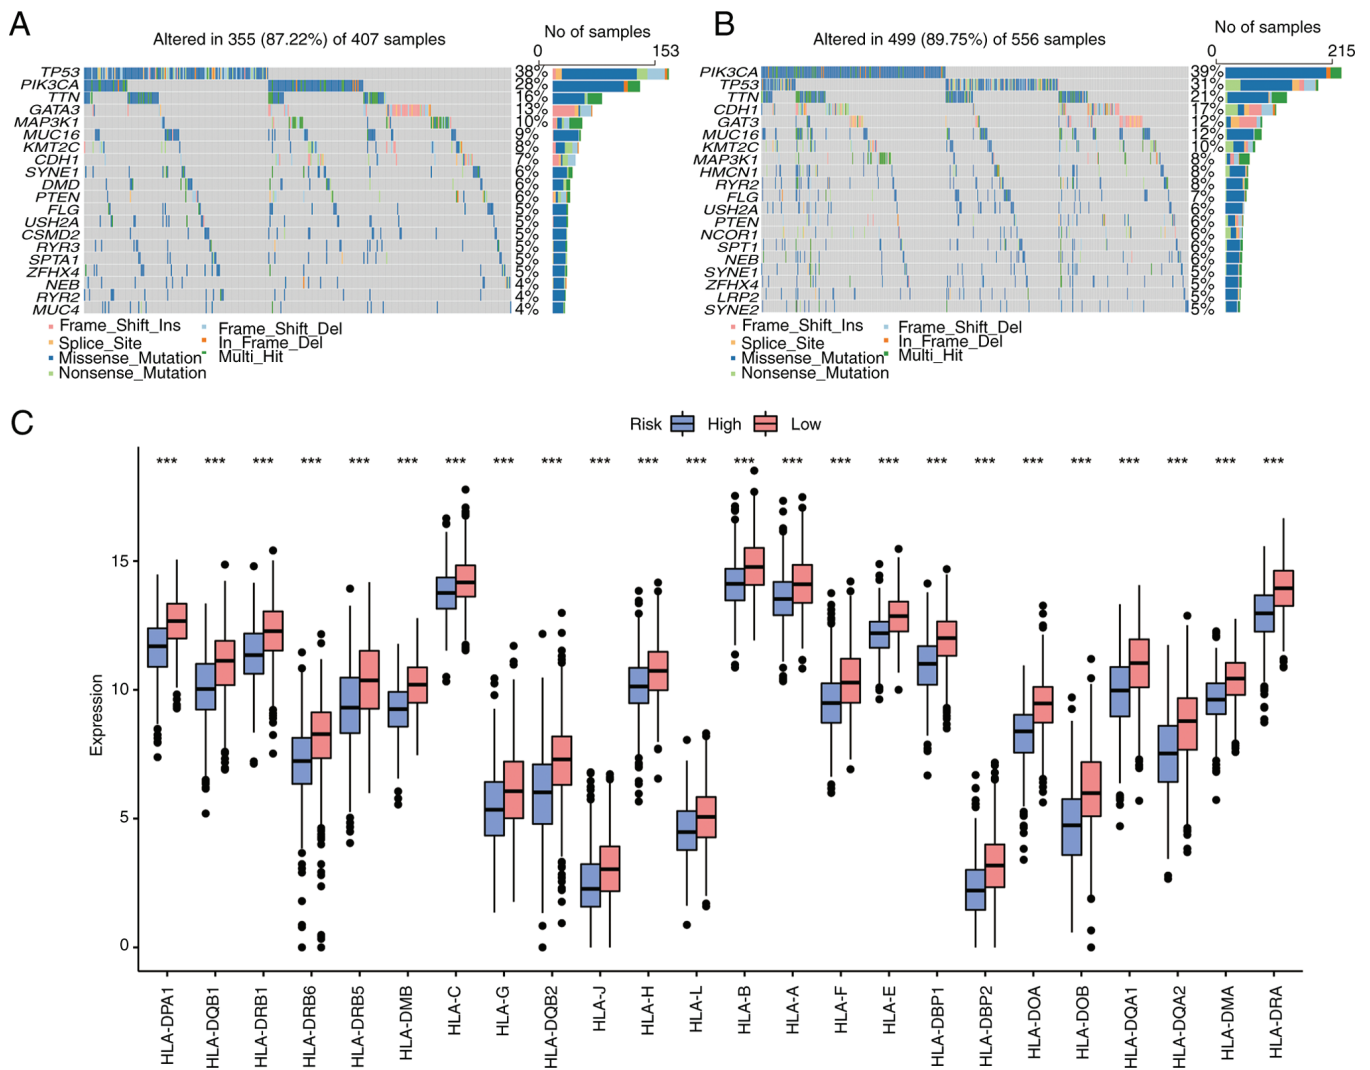 A
Altered in 355 (87.22%) of 407 samples
No of samples
0 153
TP53 38%
PIK3CA 28%
TTN 16%
GATA3 13%
MAP3K1 10%
MUC16 9%
KMT2C 8%
CDH1 7%
SYNE1 6%
DMD 6%
PTEN 6%
FLG 5%
USH2A 5%
CSMD2 5%
RYR3 5%
SPTA1 5%
ZFHX4 5%
NEB 4%
RYR2 4%
MUC4 4%
Frame_Shift_Ins
Splice_Site
Missense_Mutation
Nonsense_Mutation
Frame_Shift_Del
In_Frame_Del
Multi_Hit
B
Altered in 499 (89.75%) of 556 samples
No of samples
0 215
PIK3CA 39%
TP53 31%
TTN 21%
CDH1 17%
GAT3 12%
MUC16 12%
KMT2C 10%
MAP3K1 8%
HMCN1 8%
RYR2 8%
FLG 7%
USH2A 6%
PTEN 6%
NCOR1 6%
SPT1 6%
NEB 6%
SYNE1 5%
ZFHX4 5%
LRP2 5%
SYNE2 5%
Frame_Shift_Ins
Splice_Site
Missense_Mutation
Nonsense_Mutation
Frame_Shift_Del
In_Frame_Del
Multi_Hit
C
Risk High Low
*** *** *** *** *** *** *** *** *** *** *** *** *** *** *** *** *** *** *** *** *** *** *** ***
Expression
15
10
5
0
HLA-DPA1
HLA-DQB1
HLA-DRB1
HLA-DRB6
HLA-DRB5
HLA-DMB
HLA-C
HLA-G
HLA-DQB2
HLA-J
HLA-H
HLA-L
HLA-B
HLA-A
HLA-F
HLA-E
HLA-DBP1
HLA-DBP2
HLA-DOA
HLA-DOB
HLA-DQA1
HLA-DQA2
HLA-DMA
HLA-DRA